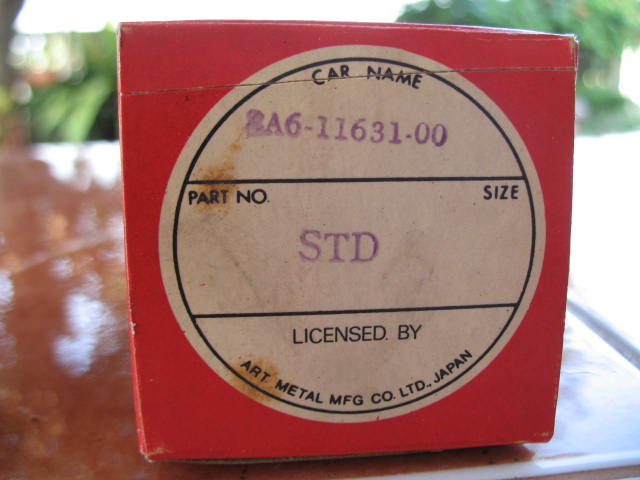 CAR NAME
2A6-11631-00
PART NO. SIZE
STD
LICENSED. BY
ART METAL MFG CO. LTD., JAPAN